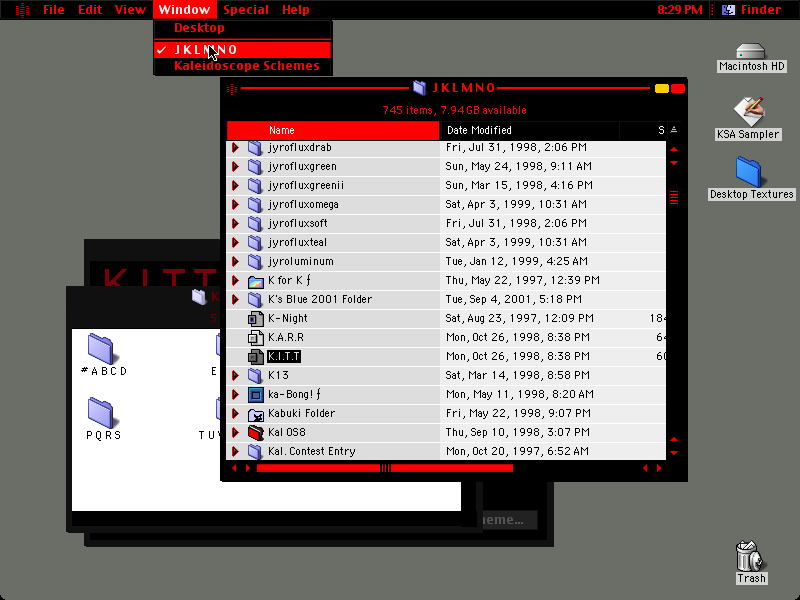 File Edit View Window Special Help 8:29 PM Finder
Desktop
✓ JKLMNO
Kaleidoscope Schemes
Macintosh HD
KSA Sampler
Desktop Textures
Trash
JKLMNO
745 items, 7.94 GB available
Name Date Modified S
jyrofluxdrab Fri, Jul 31, 1998, 2:06 PM
jyrofluxgreen Sun, May 24, 1998, 9:11 AM
jyrofluxgreenii Sun, Mar 15, 1998, 4:16 PM
jyrofluxomega Sat, Apr 3, 1999, 10:31 AM
jyrofluxsoft Fri, Jul 31, 1998, 2:06 PM
jyrofluxteal Sat, Apr 3, 1999, 10:31 AM
jyroluminum Tue, Jan 12, 1999, 4:25 AM
K for K ƒ Thu, May 22, 1997, 12:39 PM
K's Blue 2001 Folder Tue, Sep 4, 2001, 5:18 PM
K-Night Sat, Aug 23, 1997, 12:09 PM 184
K.A.R.R Mon, Oct 26, 1998, 8:38 PM 64
K.I.T.T Mon, Oct 26, 1998, 8:38 PM 60
K13 Sat, Mar 14, 1998, 8:58 PM
ka-Bong! ƒ Mon, May 11, 1998, 8:20 AM
Kabuki Folder Fri, May 22, 1998, 9:07 PM
Kal OS8 Thu, Sep 10, 1998, 3:07 PM
Kal. Contest Entry Mon, Oct 20, 1997, 6:52 AM
K.I.T.T
K
#ABCD E
PQRS TUV
eme...